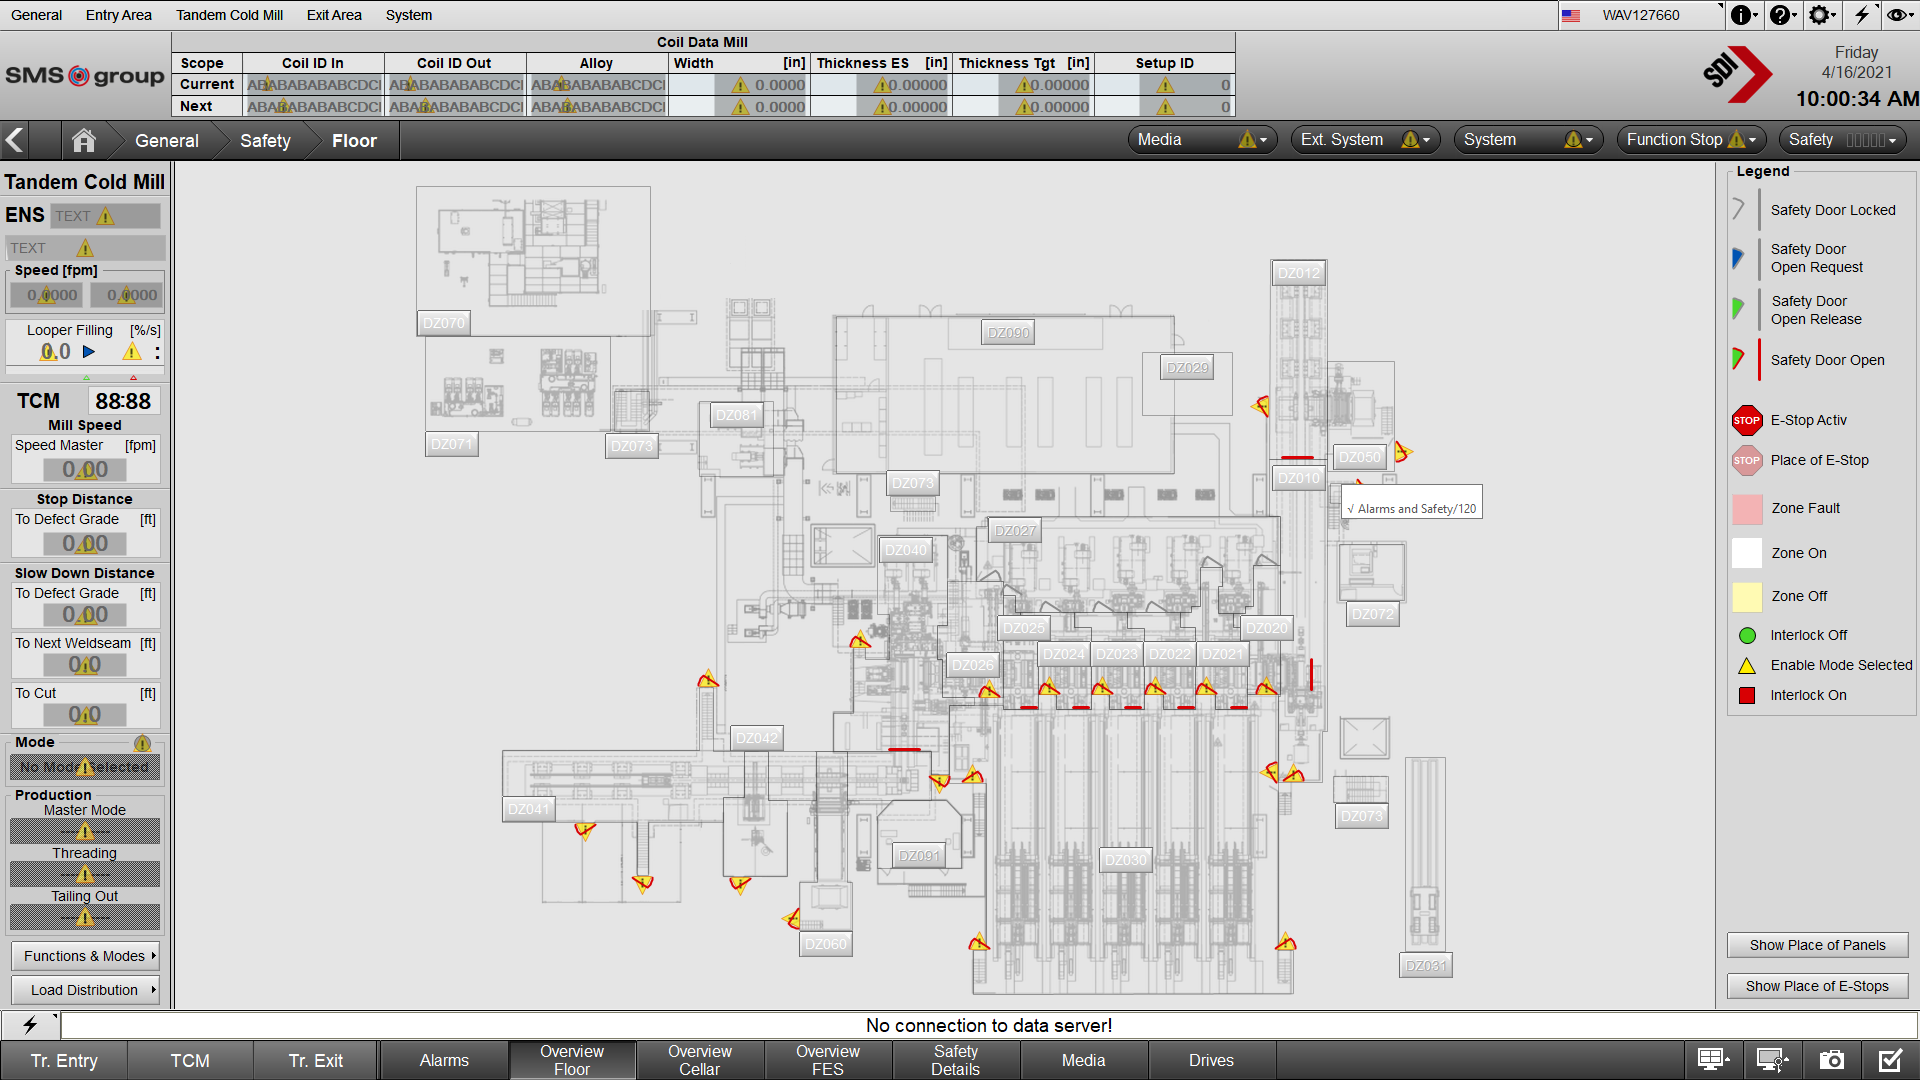 General Entry Area Tandem Cold Mill Exit Area System WAV127660
Coil Data Mill
Scope Coil ID In Coil ID Out Alloy Width [in] Thickness ES [in] Thickness Tgt [in] Setup ID
Current ABABABABABCDCI ABABABABABCDCI ABABABABABCDCI 0.0000 0.00000 0.00000 0
Next ABABABABABCDCI ABABABABABCDCI ABABABABABCDCI 0.0000 0.00000 0.00000 0
SMS group
SDI
Friday
4/16/2021
10:00:34 AM
General Safety Floor Media Ext. System System Function Stop Safety
Tandem Cold Mill
ENS TEXT
TEXT
Speed [fpm]
0.0000 0.0000
Looper Filling [%/s]
0.0 :
TCM 88:88
Mill Speed
Speed Master [fpm]
0.00
Stop Distance
To Defect Grade [ft]
0.00
Slow Down Distance
To Defect Grade [ft]
0.00
To Next Weldseam [ft]
0.0
To Cut [ft]
0.0
Mode
No Mode Selected
Production
Master Mode
Threading
Tailing Out
Functions & Modes
Load Distribution
DZ012
DZ070
DZ090
DZ029
DZ081
DZ071
DZ073
DZ050
DZ010
DZ073
√ Alarms and Safety/120
DZ027
DZ040
DZ072
DZ025
DZ020
DZ024
DZ023
DZ022
DZ021
DZ026
DZ042
DZ041
DZ073
DZ091
DZ030
DZ060
DZ031
Legend
Safety Door Locked
Safety Door
Open Request
Safety Door
Open Release
Safety Door Open
STOP E-Stop Activ
STOP Place of E-Stop
Zone Fault
Zone On
Zone Off
Interlock Off
Enable Mode Selected
Interlock On
Show Place of Panels
Show Place of E-Stops
No connection to data server!
Tr. Entry TCM Tr. Exit Alarms Overview Floor Overview Cellar Overview FES Safety Details Media Drives